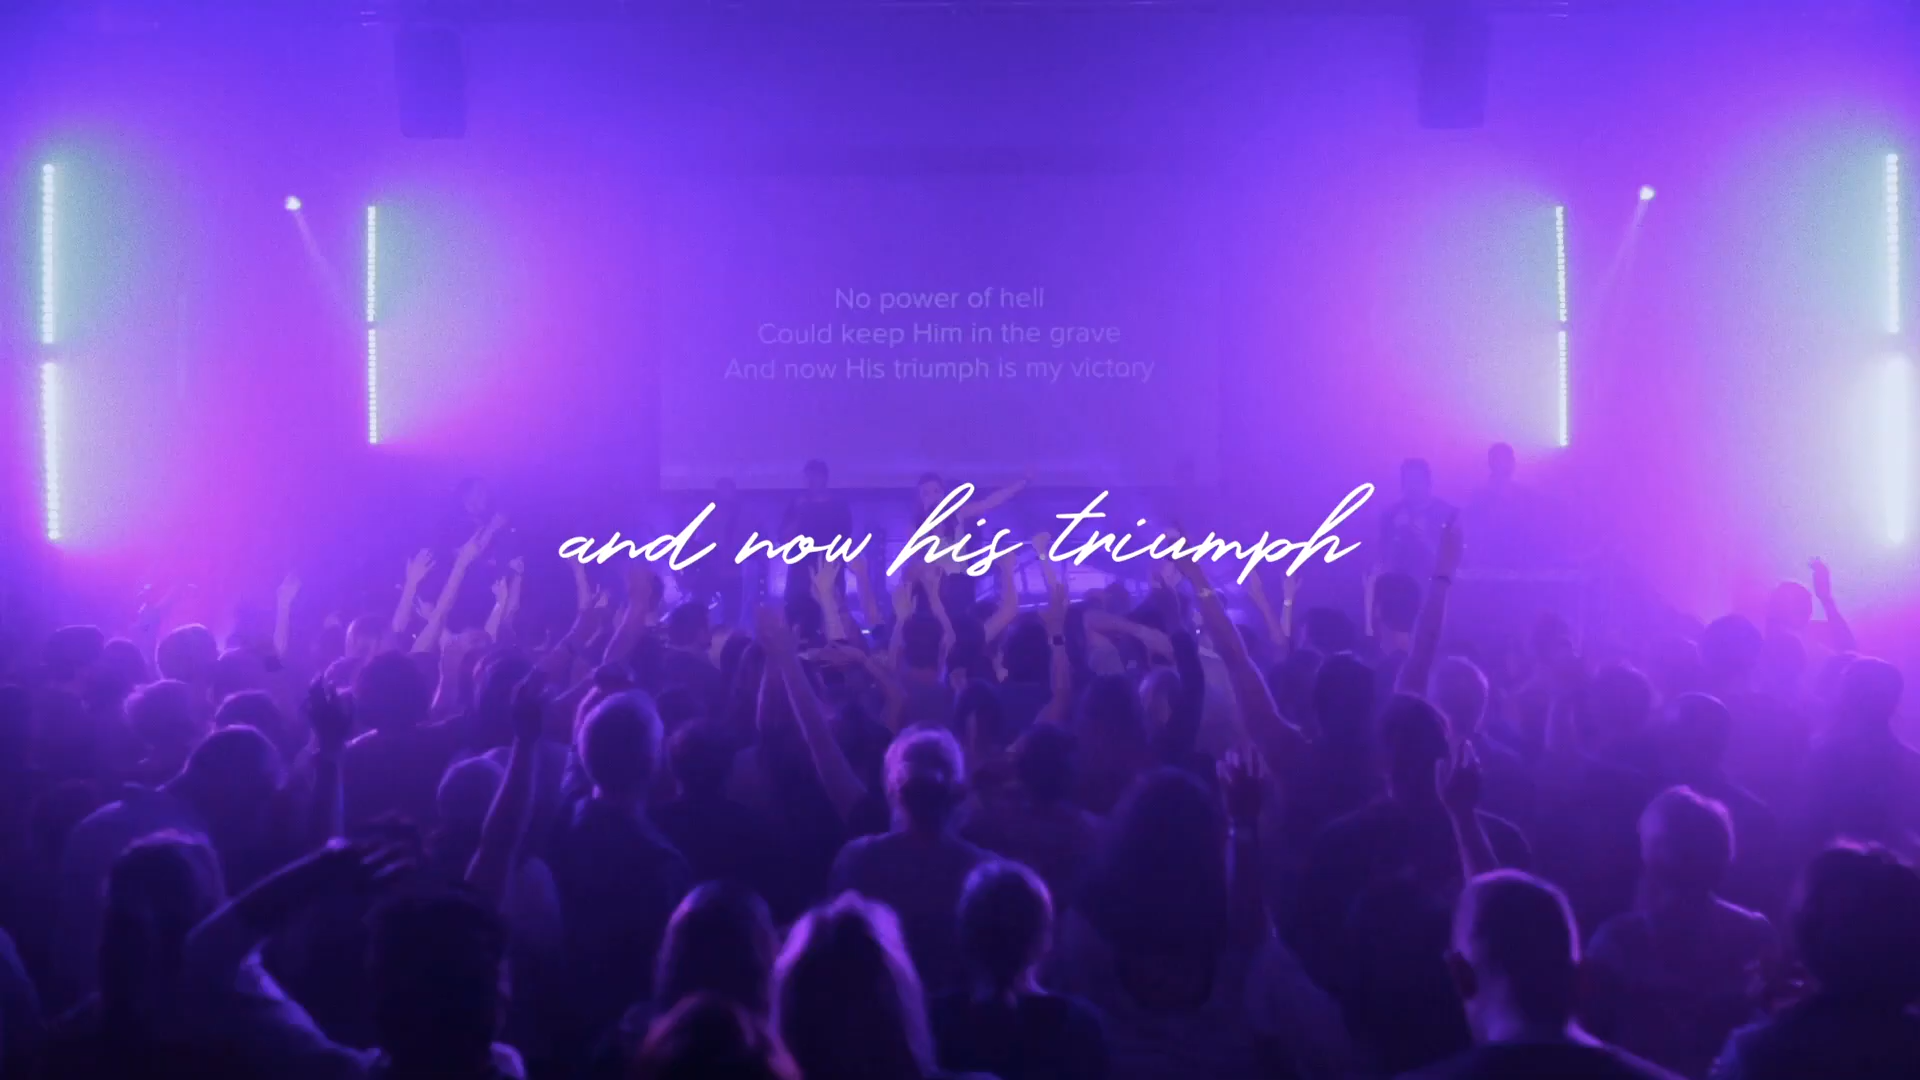 No power of hell
Could keep Him in the grave
And now His triumph is my victory
and now his triumph